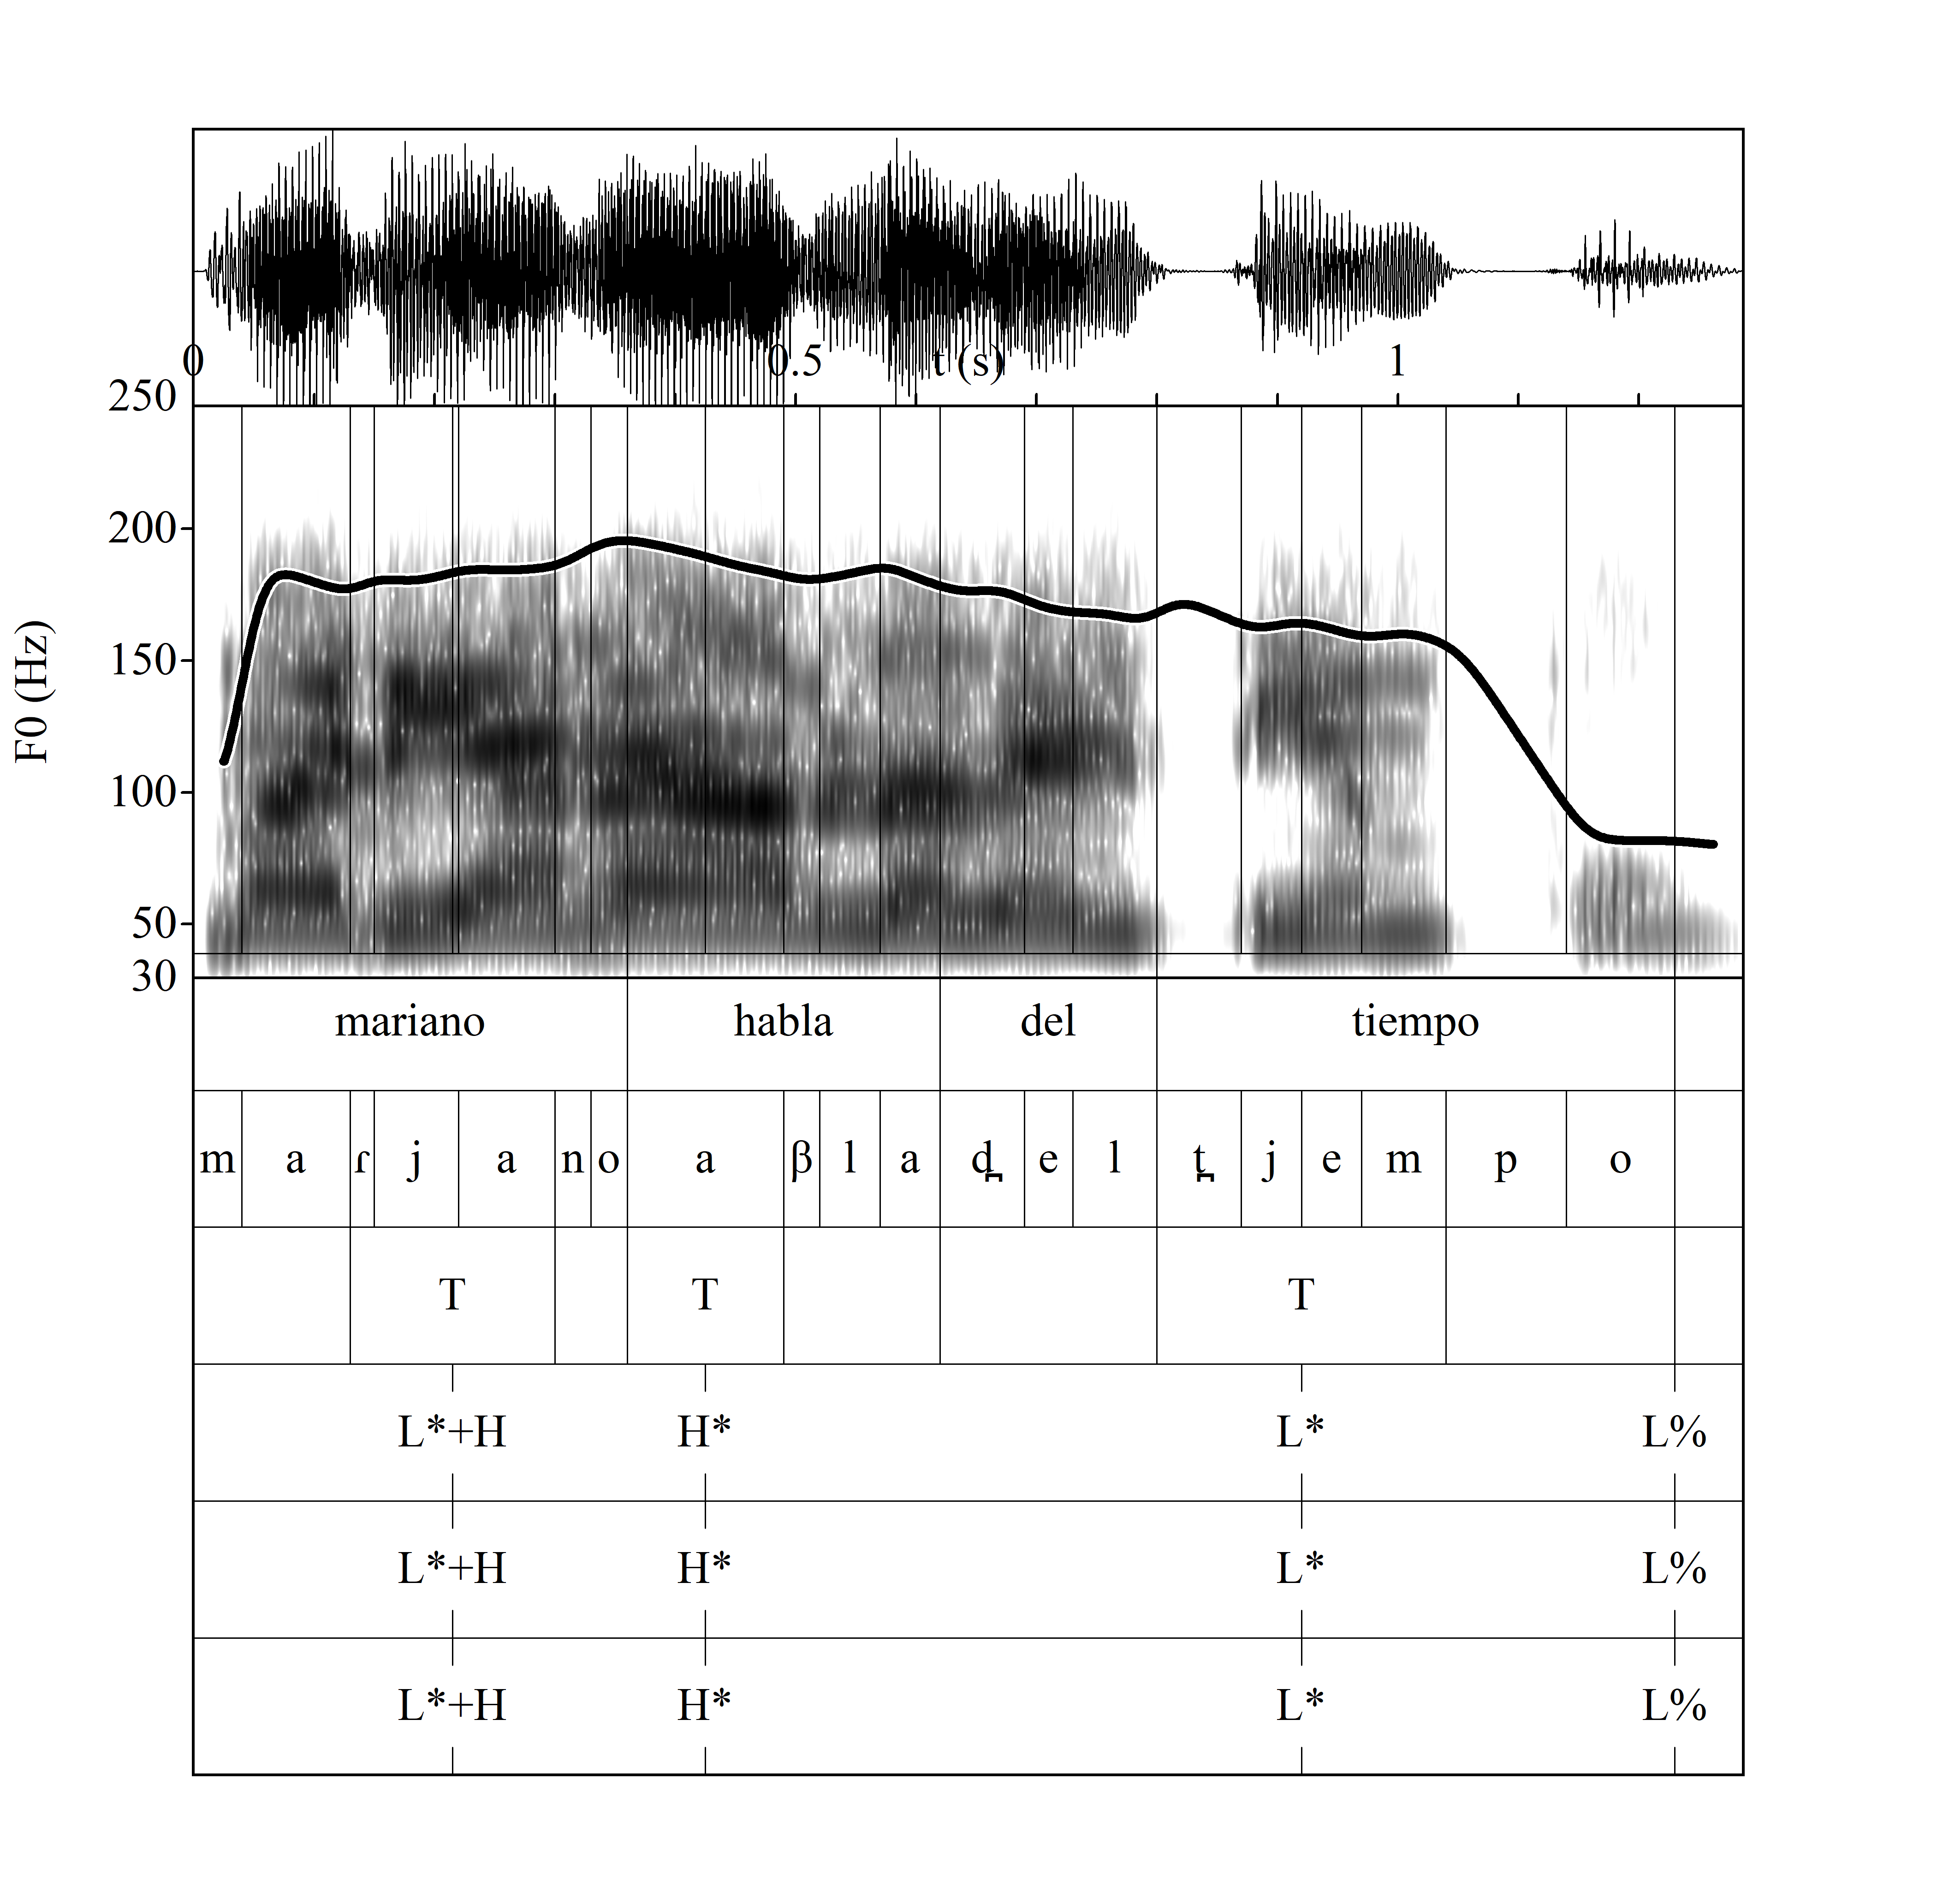 0 0.5 t (s) 1
250
200
150
100
50
30
F0 (Hz)
mariano habla del tiempo
m a ɾ j a n o a β l a d̪ e l t̪ j e m p o
T T T
L*+H H* L* L%
L*+H H* L* L%
L*+H H* L* L%